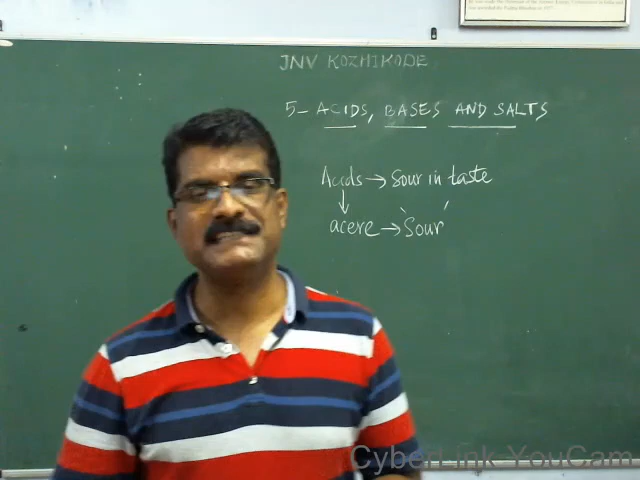 JNV KOZHIKODE
5- ACIDS, BASES AND SALTS
Acids → Sour in taste
↓
acere → Sour
CyberLink YouCam